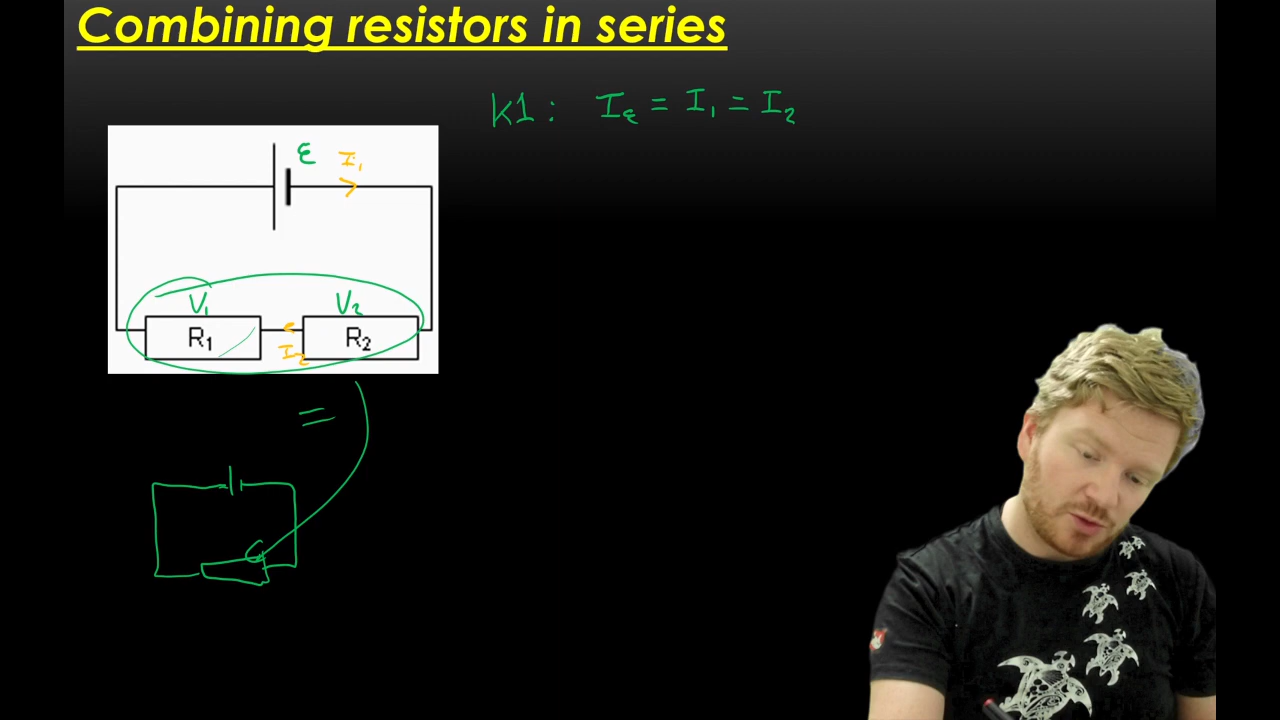 Combining resistors in series
K1: Iε = I₁ = I₂
ε I₁
V₁ V₂
R₁ R₂
I₂
=